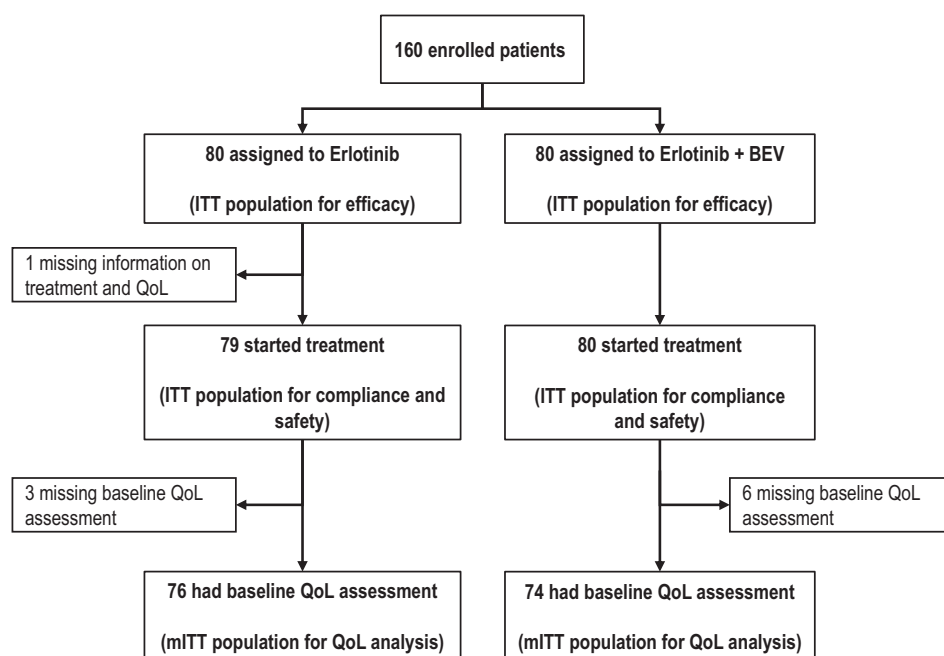 160 enrolled patients
80 assigned to Erlotinib
(ITT population for efficacy)
80 assigned to Erlotinib + BEV
(ITT population for efficacy)
1 missing information on
treatment and QoL
79 started treatment
(ITT population for compliance and
safety)
80 started treatment
(ITT population for compliance
and safety)
3 missing baseline QoL
assessment
6 missing baseline QoL
assessment
76 had baseline QoL assessment
(mITT population for QoL analysis)
74 had baseline QoL assessment
(mITT population for QoL analysis)